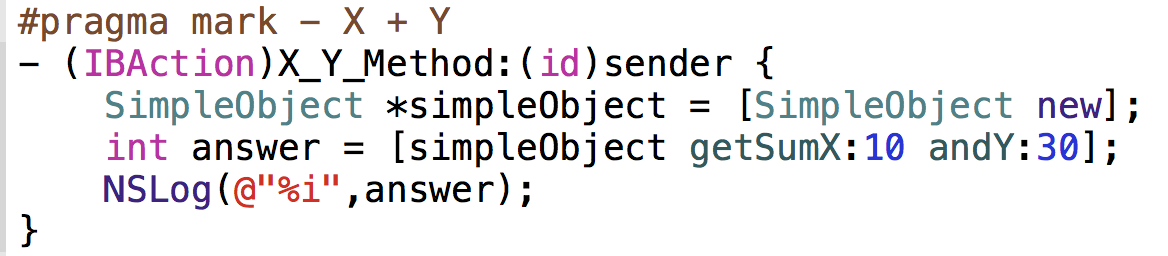 #pragma mark - X + Y
- (IBAction)X_Y_Method:(id)sender {
    SimpleObject *simpleObject = [SimpleObject new];
    int answer = [simpleObject getSumX:10 andY:30];
    NSLog(@"%i",answer);
}